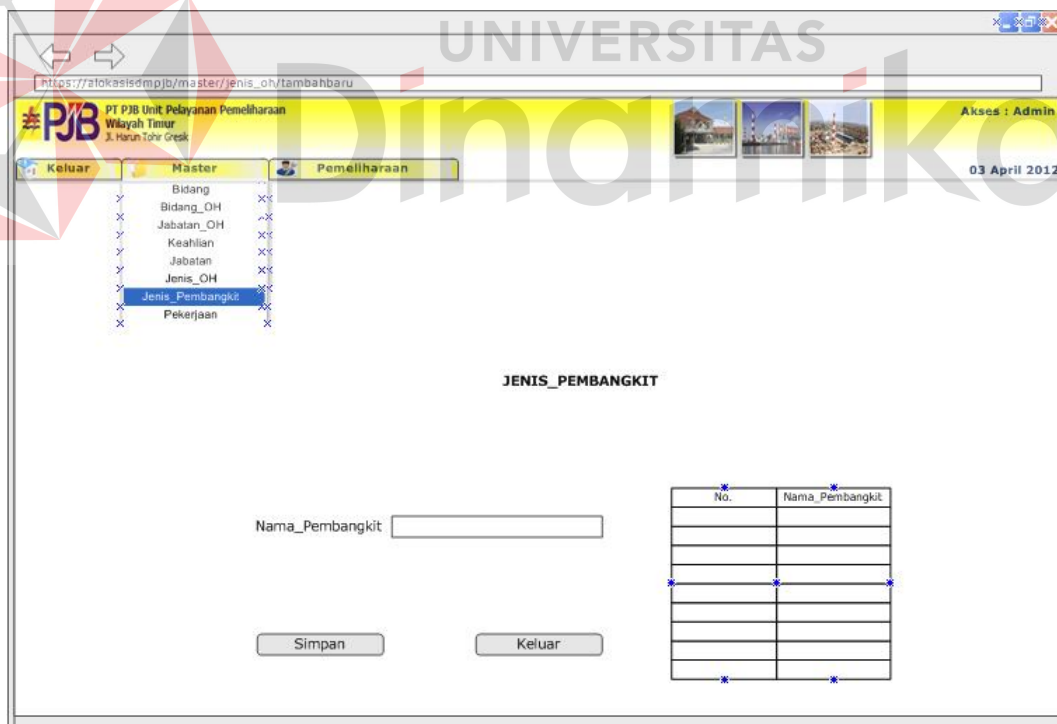 UNIVERSITAS
Dinamika
https://alokasisdmpjb/master/jenis_oh/tambahbaru
PJB
PT PJB Unit Pelayanan Pemeliharaan
Wilayah Timur
Jl. Harun Tohir Gresik
Akses : Admin
Keluar
Master
Pemeliharaan
03 April 2012
Bidang
Bidang_OH
Jabatan_OH
Keahlian
Jabatan
Jenis_OH
Jenis_Pembangkit
Pekerjaan
JENIS_PEMBANGKIT
No.
Nama_Pembangkit
Nama_Pembangkit
Simpan
Keluar